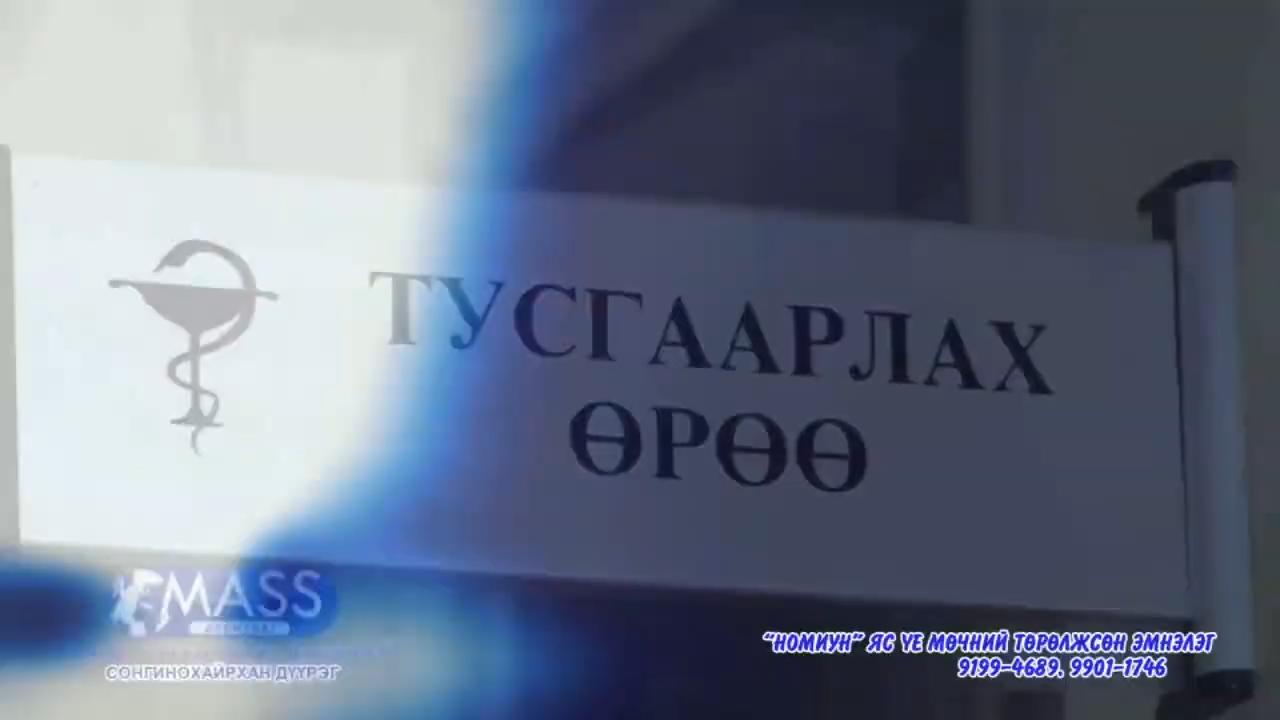 ТУСГААРЛАХ
ӨРӨӨ
MASS
СОНГИНОХАЙРХАН ДҮҮРЭГ
"НОМИУН" ЯС ҮЕ МӨЧНИЙ ТӨРӨЛЖСӨН ЭМНЭЛЭГ
9199-4689, 9901-1746